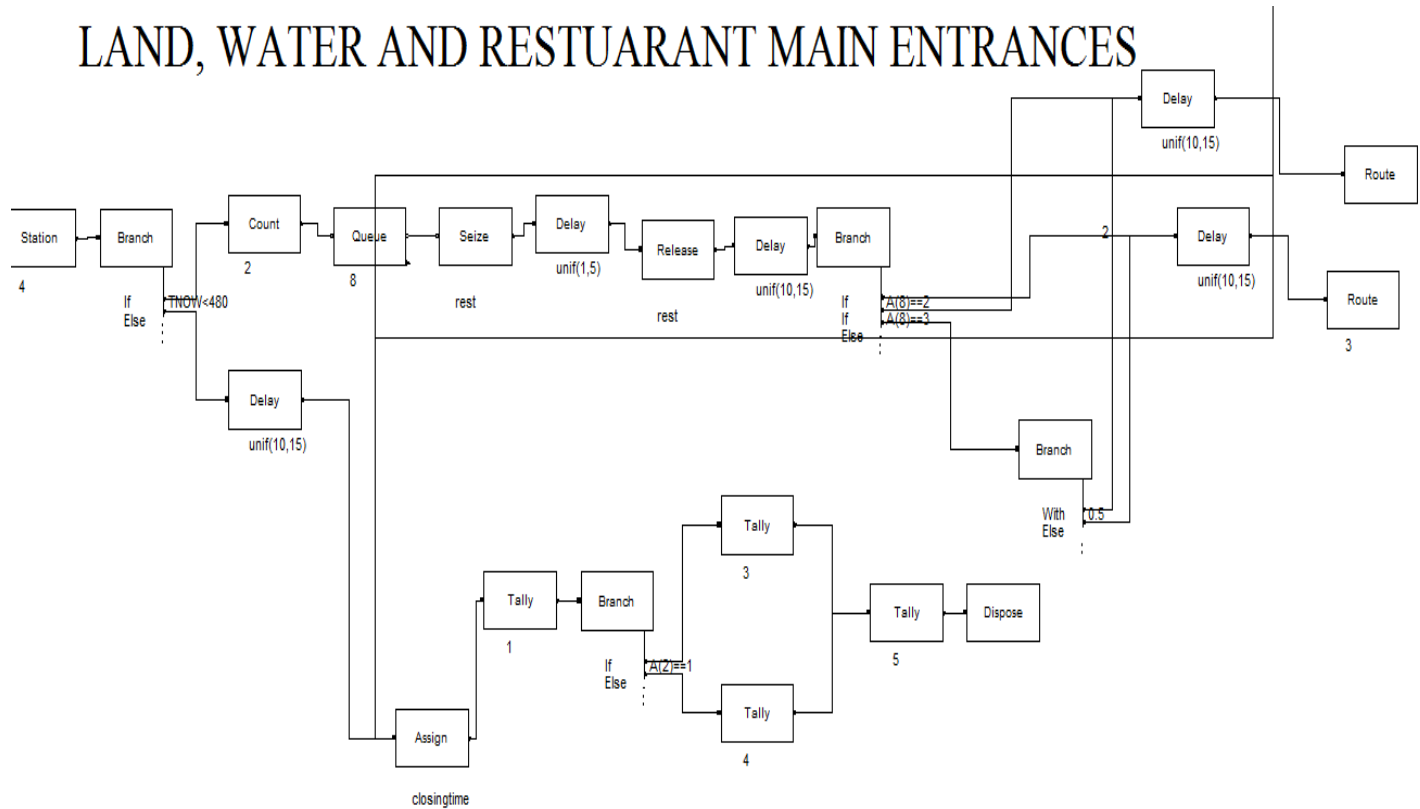 LAND, WATER AND RESTUARANT MAIN ENTRANCES
Delay
unif(10,15)
Route
Station
4
Branch
If TNOW<480
Else
Count
2
Queue
8
Seize
rest
Delay
unif(1,5)
Release
rest
Delay
unif(10,15)
Branch
If A(8)==2
If A(8)==3
Else
2
Delay
unif(10,15)
Route
3
Delay
unif(10,15)
Branch
With 0.5
Else
Tally
3
Tally
1
Branch
If A(2)==1
Else
Tally
5
Dispose
Tally
4
Assign
closingtime